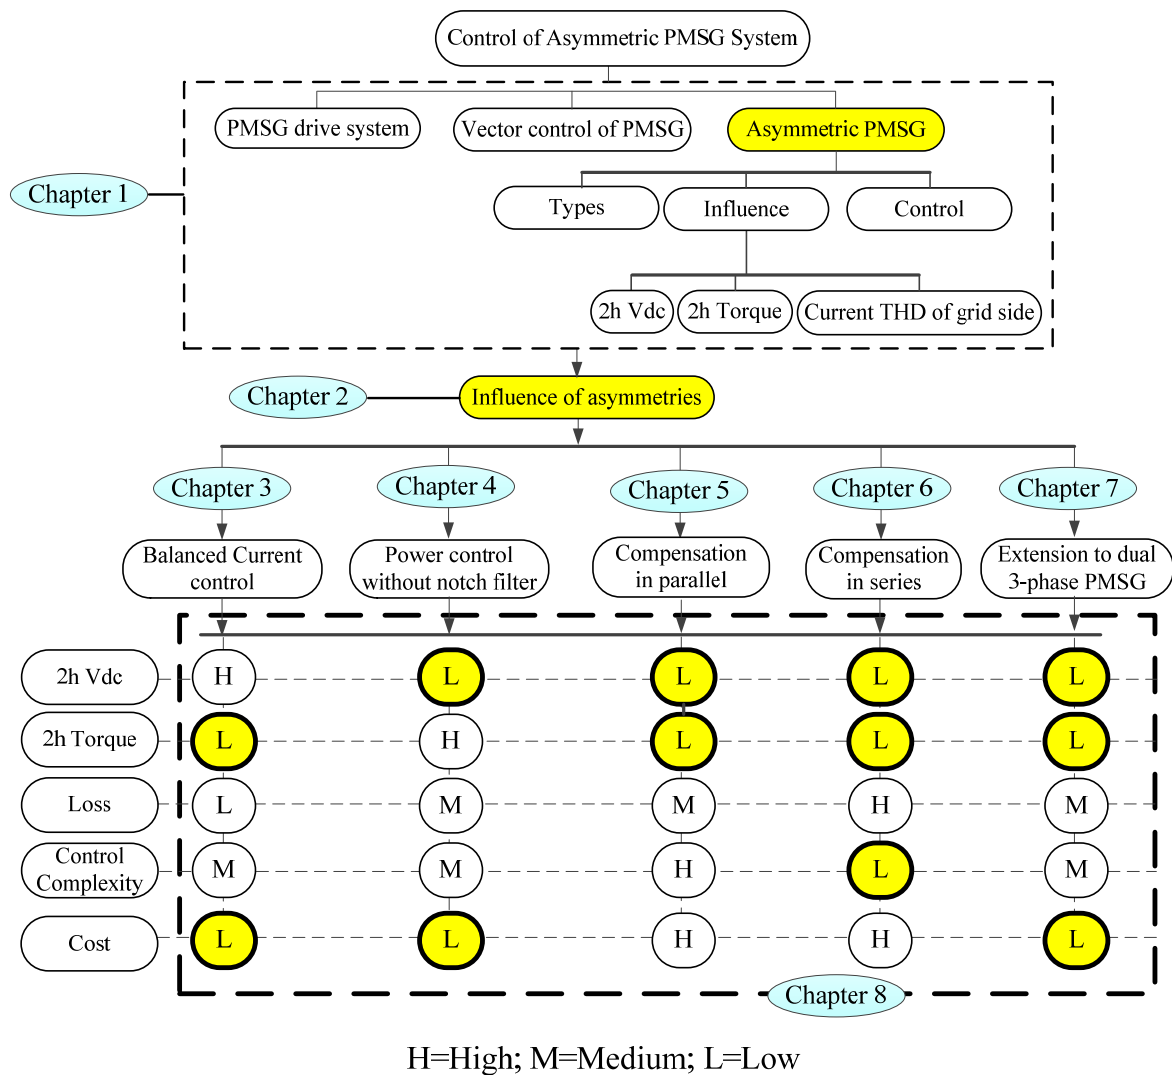 Control of Asymmetric PMSG System
PMSG drive system
Vector control of PMSG
Asymmetric PMSG
Chapter 1
Types
Influence
Control
2h Vdc
2h Torque
Current THD of grid side
Chapter 2
Influence of asymmetries
Chapter 3
Chapter 4
Chapter 5
Chapter 6
Chapter 7
Balanced Current
control
Power control
without notch filter
Compensation
in parallel
Compensation
in series
Extension to dual
3-phase PMSG
2h Vdc
H
L
L
L
L
2h Torque
L
H
L
L
L
Loss
L
M
M
H
M
Control
Complexity
M
M
H
L
M
Cost
L
L
H
H
L
Chapter 8
H=High; M=Medium; L=Low